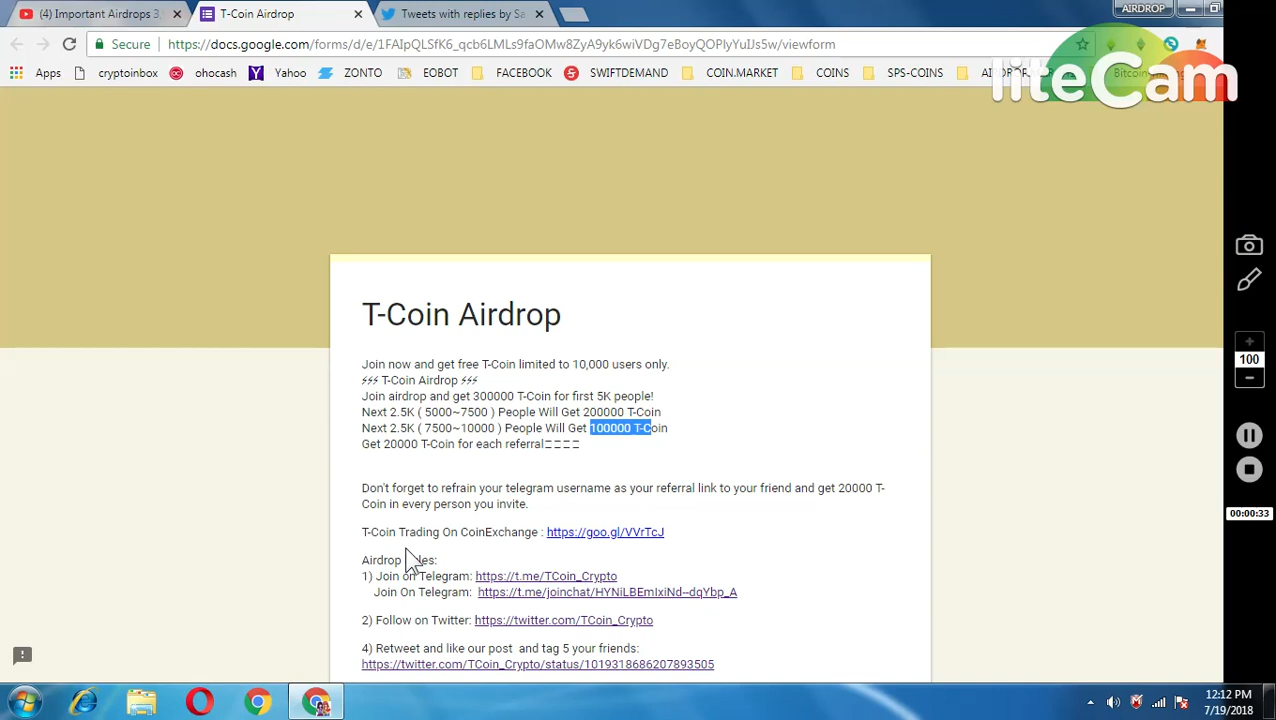 (4) Important Airdrops 3,
T-Coin Airdrop
Tweets with replies by Sa
AIRDROP
Secure
https://docs.google.com/forms/d/e/1FAIpQLSfK6_qcb6LMLs9faOMw8ZyA9yk6wiVDg7eBoyQOPlyYuIJs5w/viewform
Apps
cryptoinbox
ohocash
Yahoo
ZONTO
EOBOT
FACEBOOK
SWIFTDEMAND
COIN.MARKET
COINS
SPS-COINS
liteCam
T-Coin Airdrop
Join now and get free T-Coin limited to 10,000 users only.
⚡⚡⚡ T-Coin Airdrop ⚡⚡⚡
Join airdrop and get 300000 T-Coin for first 5K people!
Next 2.5K ( 5000~7500 ) People Will Get 200000 T-Coin
Next 2.5K ( 7500~10000 ) People Will Get 100000 T-Coin
Get 20000 T-Coin for each referral
Don't forget to refrain your telegram username as your referral link to your friend and get 20000 T-
Coin in every person you invite.
T-Coin Trading On CoinExchange : https://goo.gl/VVrTcJ
Airdrop Rules:
1) Join on Telegram: https://t.me/TCoin_Crypto
Join On Telegram: https://t.me/joinchat/HYNiLBEmIxiNd--dqYbp_A
2) Follow on Twitter: https://twitter.com/TCoin_Crypto
4) Retweet and like our post and tag 5 your friends:
https://twitter.com/TCoin_Crypto/status/1019318686207893505
100
00:00:33
12:12 PM
7/19/2018